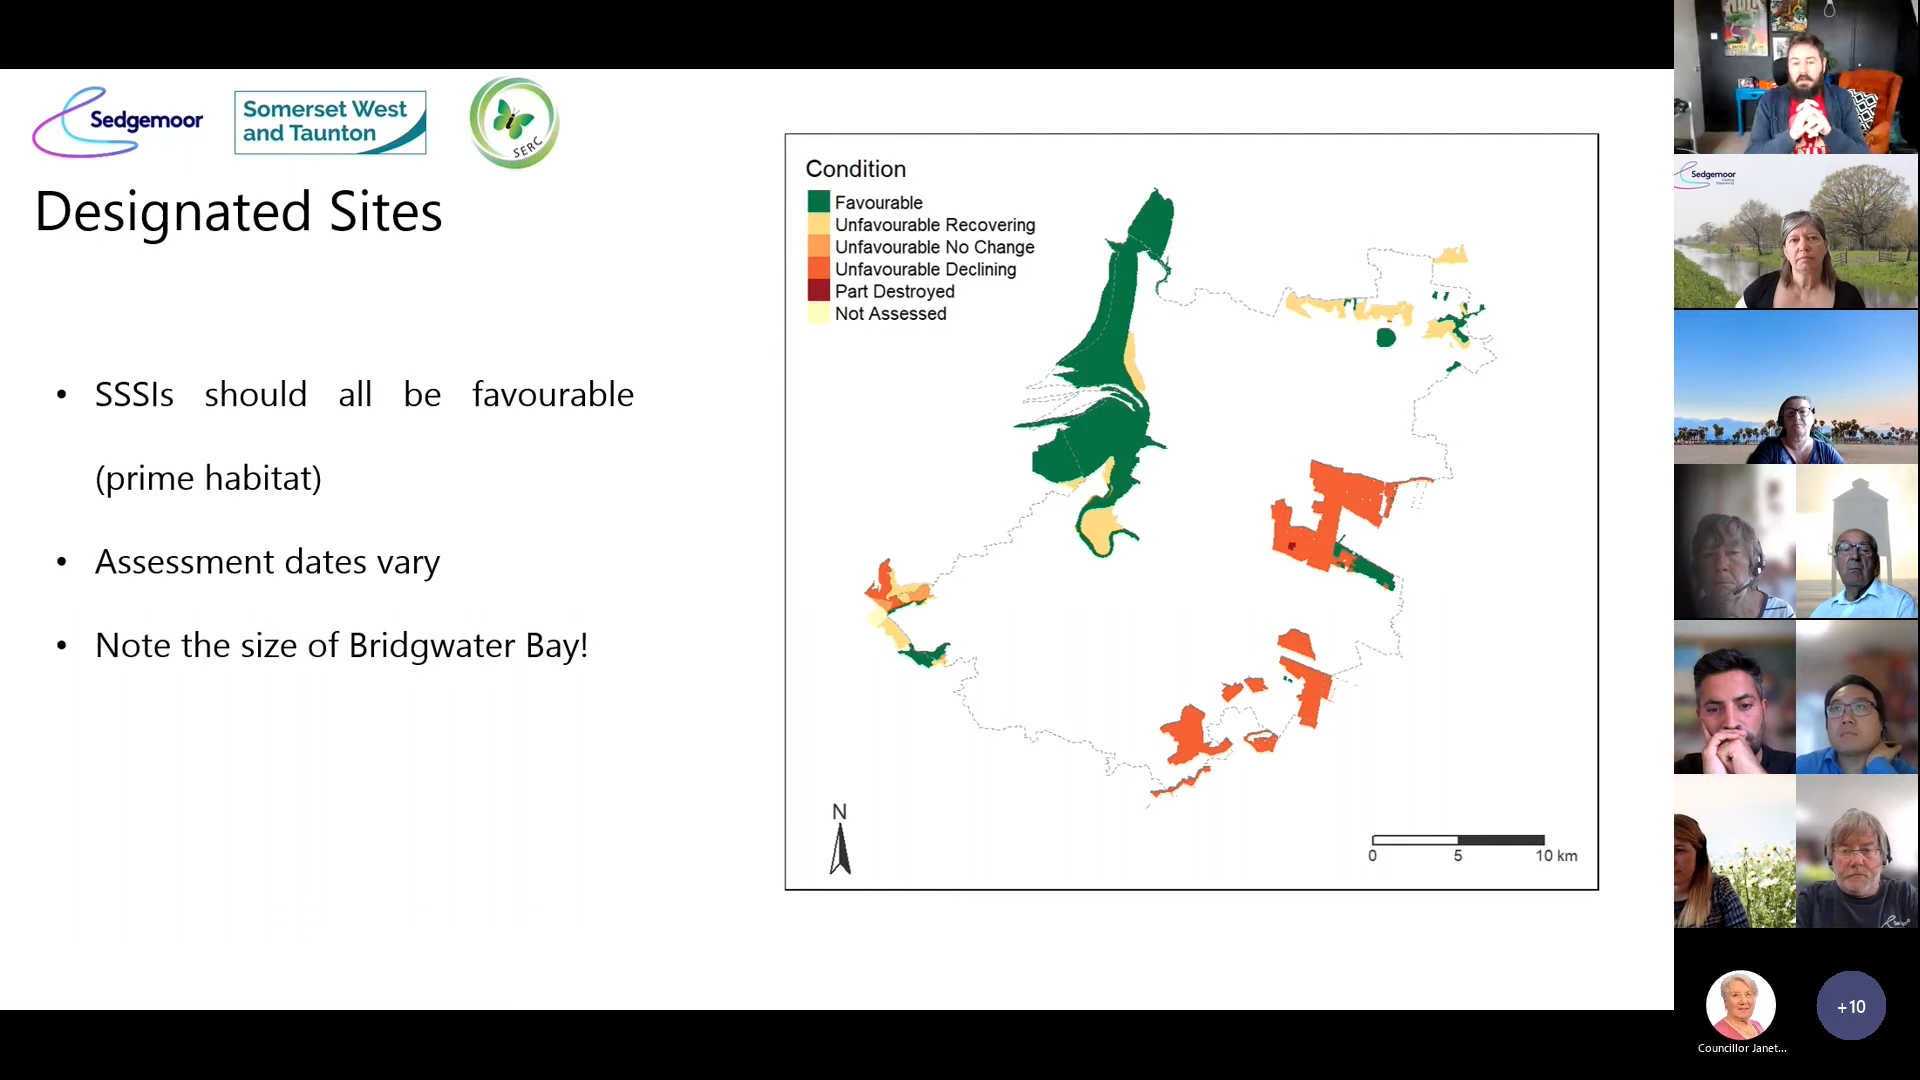 Sedgemoor
Somerset West
and Taunton
SERC
Designated Sites
• SSSIs should all be favourable
(prime habitat)
• Assessment dates vary
• Note the size of Bridgwater Bay!
Condition
Favourable
Unfavourable Recovering
Unfavourable No Change
Unfavourable Declining
Part Destroyed
Not Assessed
N
0 5 10 km
Sedgemoor
+10
Councillor Janet...